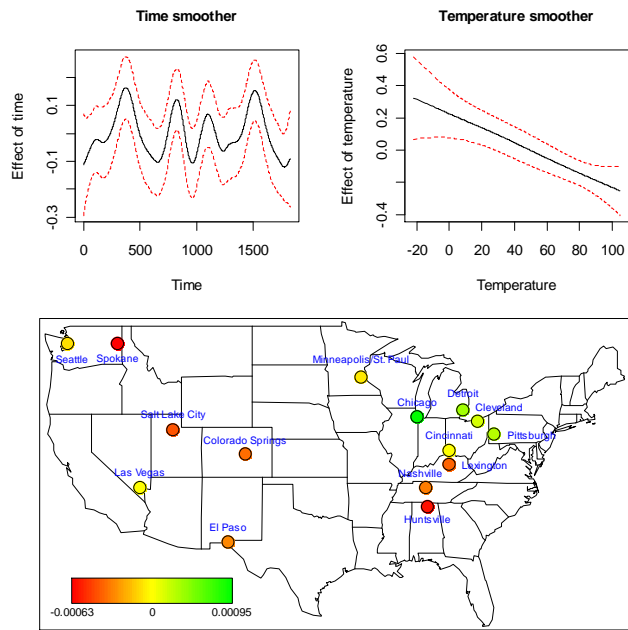 Time smoother
Temperature smoother
Effect of time
0.1
-0.1
-0.3
0 500 1000 1500
Time
Effect of temperature
0.6
0.4
0.2
0.0
-0.4
-20 0 20 40 60 80 100
Temperature
Seattle
Spokane
Minneapolis/St. Paul
Detroit
Chicago
Cleveland
Salt Lake City
Colorado Springs
Cincinnati
Pittsburgh
Las Vegas
Nashville
Lexington
Huntsville
El Paso
-0.00063 0 0.00095